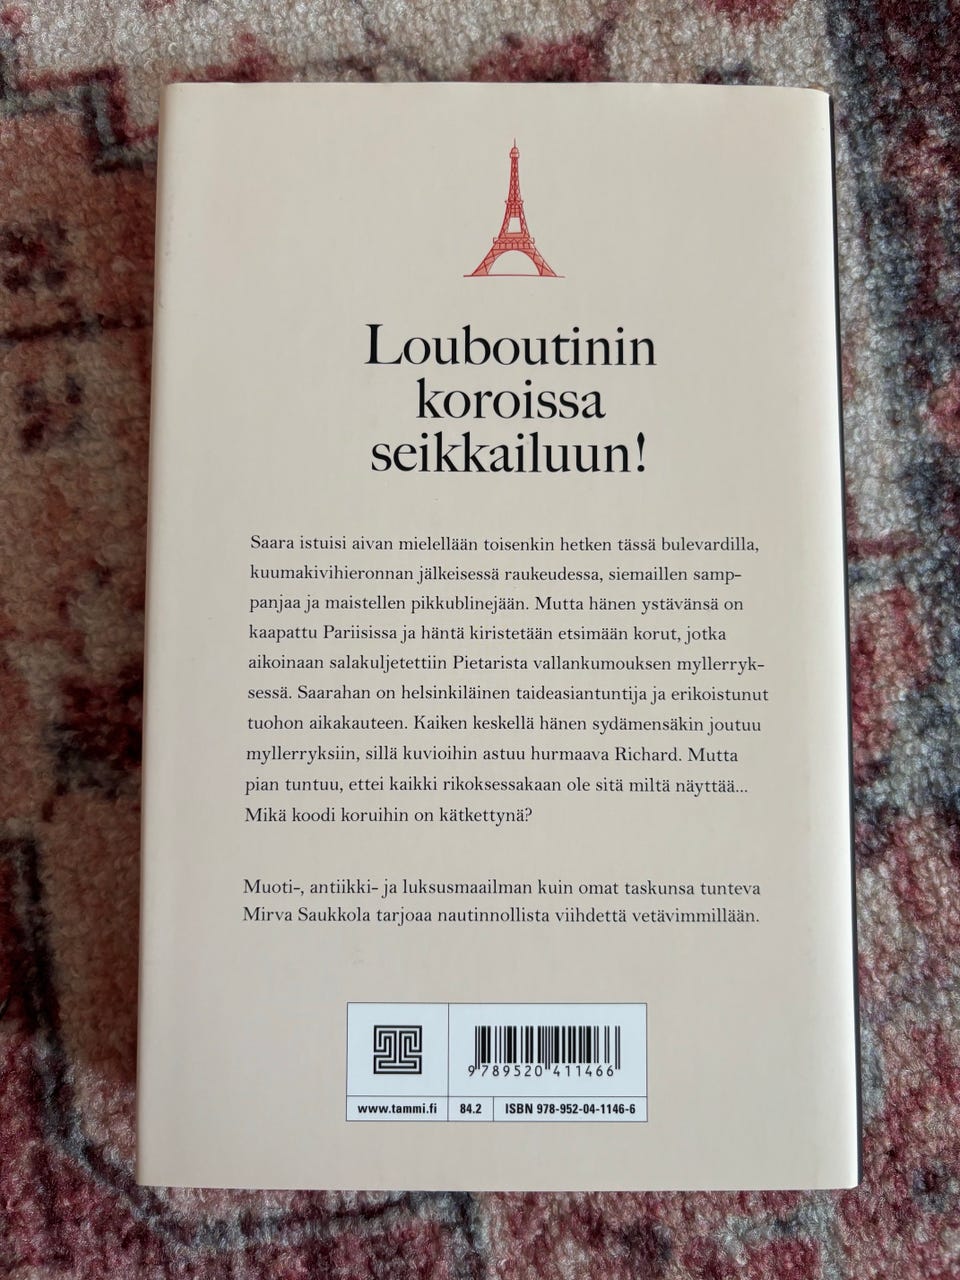 Louboutinin
koroissa
seikkailuun!
Saara istuisi aivan mielellään toisenkin hetken tässä bulevardilla,
kuumakivihieronnan jälkeisessä raukeudessa, siemaillen samp-
panjaa ja maistellen pikkublinejään. Mutta hänen ystävänsä on
kaapattu Pariisissa ja häntä kiristetään etsimään korut, jotka
aikoinaan salakuljetettiin Pietarista vallankumouksen myllerryk-
sessä. Saarahan on helsinkiläinen taideasiantuntija ja erikoistunut
tuohon aikakauteen. Kaiken keskellä hänen sydämensäkin joutuu
myllerryksiin, sillä kuvioihin astuu hurmaava Richard. Mutta
pian tuntuu, ettei kaikki rikoksessakaan ole sitä miltä näyttää...
Mikä koodi koruihin on kätkettynä?
Muoti-, antiikki- ja luksusmaailman kuin omat taskunsa tunteva
Mirva Saukkola tarjoaa nautinnollista viihdettä vetävimmillään.
9 789520 411466
www.tammi.fi 84.2 ISBN 978-952-04-1146-6